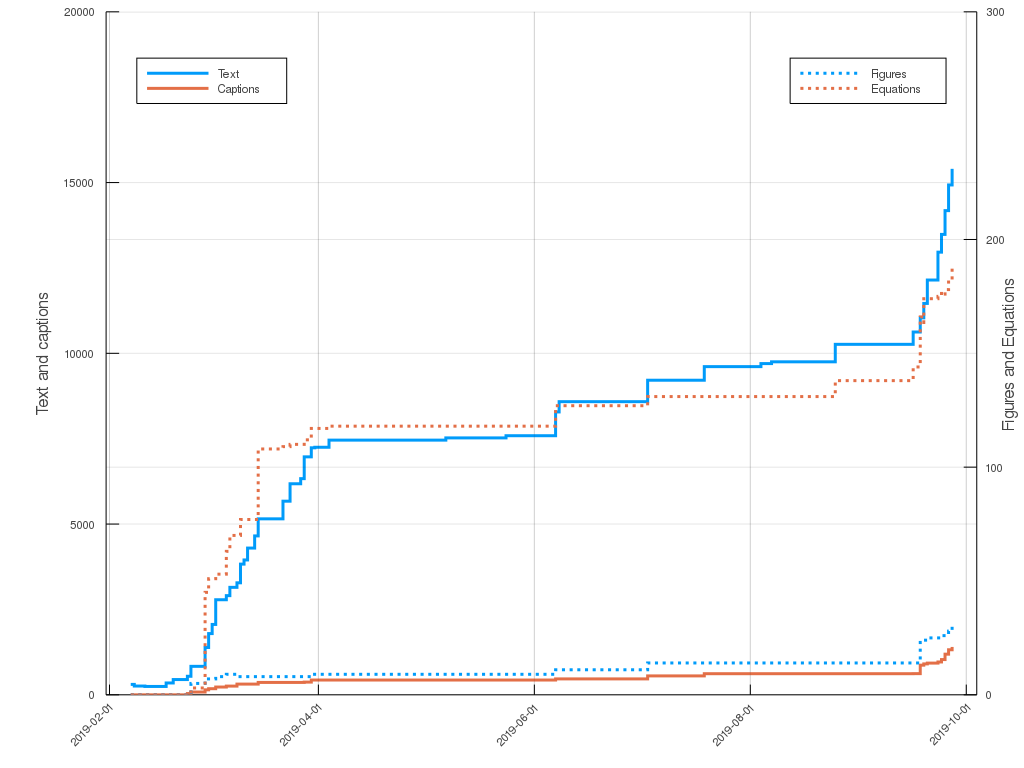 20000
300
Text
Captions
Figures
Equations
15000
200
Text and captions
Figures and Equations
10000
100
5000
0
0
2019-02-01
2019-04-01
2019-06-01
2019-08-01
2019-10-01